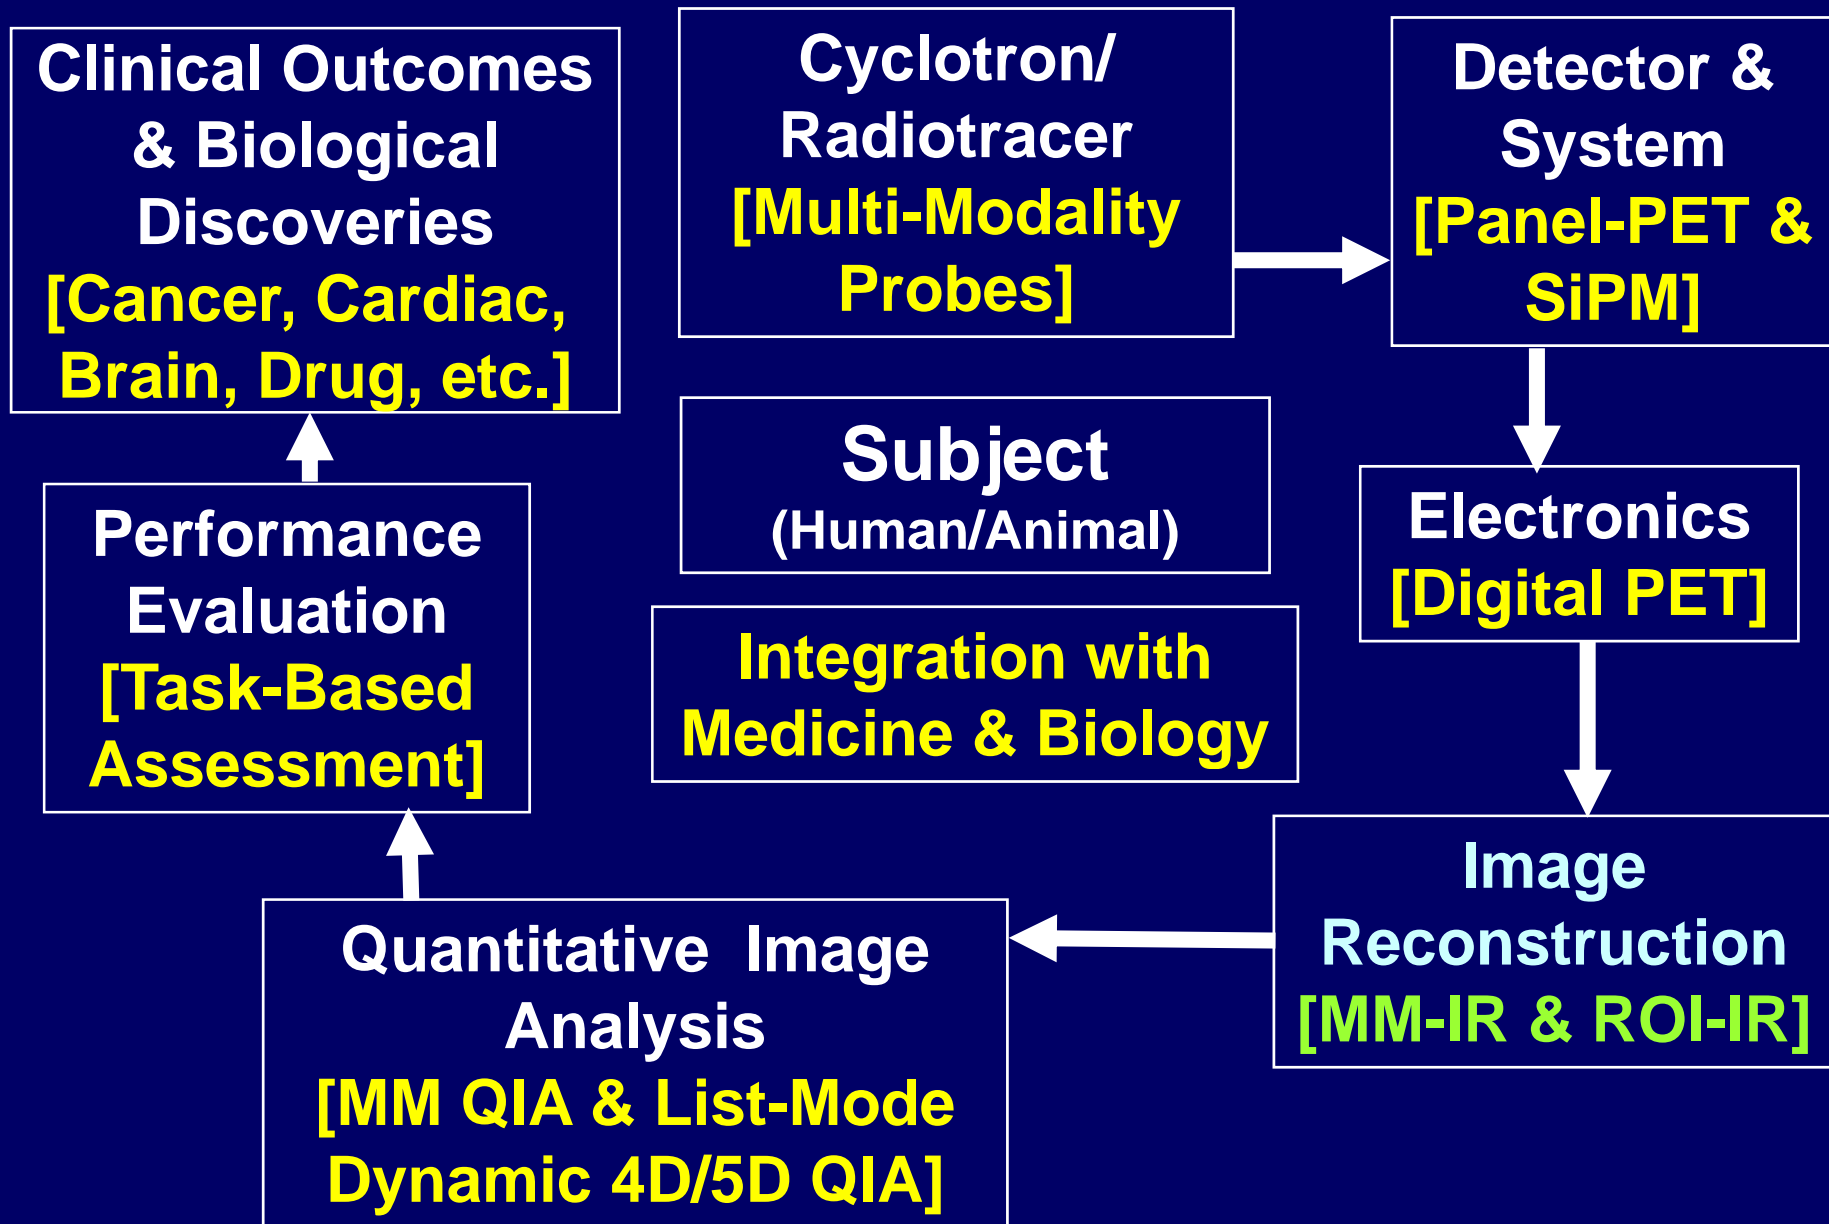 Clinical Outcomes
& Biological
Discoveries
[Cancer, Cardiac,
Brain, Drug, etc.]
Cyclotron/
Radiotracer
[Multi-Modality
Probes]
Detector &
System
[Panel-PET &
SiPM]
Subject
(Human/Animal)
Electronics
[Digital PET]
Performance
Evaluation
[Task-Based
Assessment]
Integration with
Medicine & Biology
Image
Reconstruction
[MM-IR & ROI-IR]
Quantitative Image
Analysis
[MM QIA & List-Mode
Dynamic 4D/5D QIA]